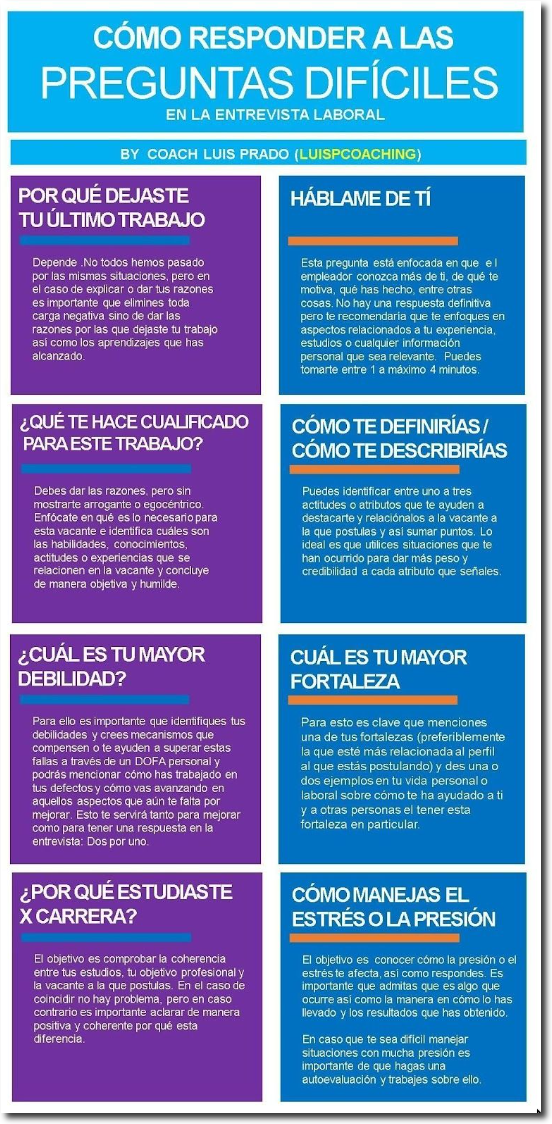 CÓMO RESPONDER A LAS
PREGUNTAS DIFÍCILES
EN LA ENTREVISTA LABORAL
BY COACH LUIS PRADO (LUISPCOACHING)
POR QUÉ DEJASTE
TU ÚLTIMO TRABAJO
Depende .No todos hemos pasado
por las mismas situaciones, pero en
el caso de explicar o dar tus razones
es importante que elimines toda
carga negativa sino de dar las
razones por las que dejaste tu trabajo
así como los aprendizajes que has
alcanzado.
HÁBLAME DE TÍ
Esta pregunta está enfocada en que e l
empleador conozca más de ti, de qué te
motiva, qué has hecho, entre otras
cosas. No hay una respuesta definitiva
pero te recomendaría que te enfoques en
aspectos relacionados a tu experiencia,
estudios o cualquier información
personal que sea relevante. Puedes
tomarte entre 1 a máximo 4 minutos.
¿QUÉ TE HACE CUALIFICADO
PARA ESTE TRABAJO?
Debes dar las razones, pero sin
mostrarte arrogante o egocéntrico.
Enfócate en qué es lo necesario para
esta vacante e identifica cuáles son
las habilidades, conocimientos,
actitudes o experiencias que se
relacionen en la vacante y concluye
de manera objetiva y humilde.
CÓMO TE DEFINIRÍAS /
CÓMO TE DESCRIBIRÍAS
Puedes identificar entre uno a tres
actitudes o atributos que te ayuden a
destacarte y relaciónalos a la vacante a
la que postulas y así sumar puntos. Lo
ideal es que utilices situaciones que te
han ocurrido para dar más peso y
credibilidad a cada atributo que señales.
¿CUÁL ES TU MAYOR
DEBILIDAD?
Para ello es importante que identifiques tus
debilidades y crees mecanismos que
compensen o te ayuden a superar estas
fallas a través de un DOFA personal y
podrás mencionar cómo has trabajado en
tus defectos y cómo vas avanzando en
aquellos aspectos que aún te falta por
mejorar. Esto te servirá tanto para mejorar
como para tener una respuesta en la
entrevista: Dos por uno.
CUÁL ES TU MAYOR
FORTALEZA
Para esto es clave que menciones
una de tus fortalezas (preferiblemente
la que esté más relacionada al perfil
al que estás postulando) y des una o
dos ejemplos en tu vida personal o
laboral sobre cómo te ha ayudado a ti
y a otras personas el tener esta
fortaleza en particular.
¿POR QUÉ ESTUDIASTE
X CARRERA?
El objetivo es comprobar la coherencia
entre tus estudios, tu objetivo profesional y
la vacante a la que postulas. En el caso de
coincidir no hay problema, pero en caso
contrario es importante aclarar de manera
positiva y coherente por qué esta
diferencia.
CÓMO MANEJAS EL
ESTRÉS O LA PRESIÓN
El objetivo es conocer cómo la presión o el
estrés te afecta, así como respondes. Es
importante que admitas que es algo que
ocurre así como la manera en cómo lo has
llevado y los resultados que has obtenido.
En caso que te sea difícil manejar
situaciones con mucha presión es
importante de que hagas una
autoevaluación y trabajes sobre ello.